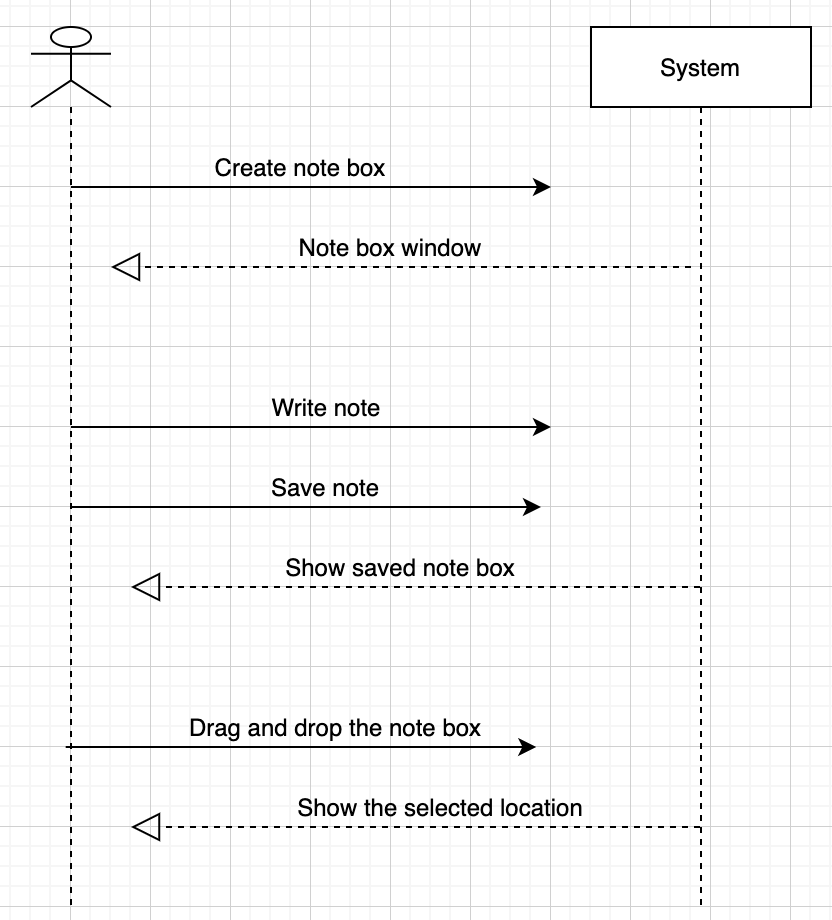 System
Create note box
Note box window
Write note
Save note
Show saved note box
Drag and drop the note box
Show the selected location